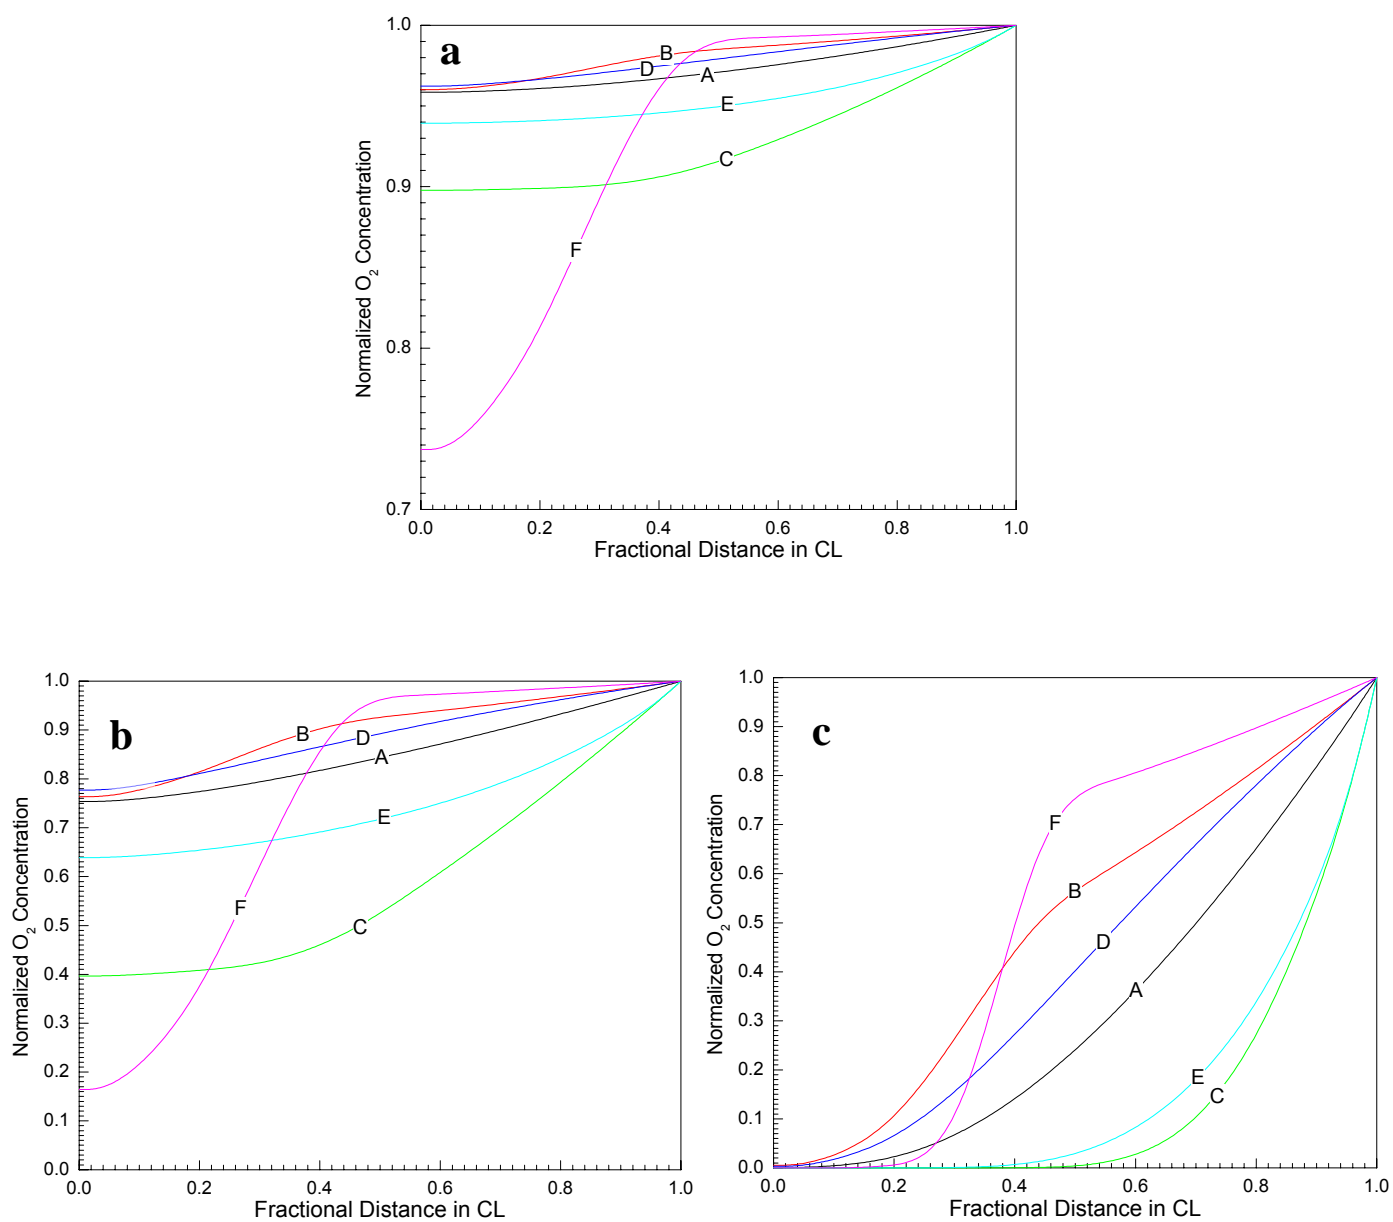 a
Normalized O2 Concentration
1.0
0.9
0.8
0.7
B
D
A
E
C
F
0.0 0.2 0.4 0.6 0.8 1.0
Fractional Distance in CL
b
Normalized O2 Concentration
1.0
0.9
0.8
0.7
0.6
0.5
0.4
0.3
0.2
0.1
0.0
B
D
A
E
F
C
0.0 0.2 0.4 0.6 0.8 1.0
Fractional Distance in CL
c
Normalized O2 Concentration
1.0
0.9
0.8
0.7
0.6
0.5
0.4
0.3
0.2
0.1
0.0
F
B
D
A
E
C
0.0 0.2 0.4 0.6 0.8 1.0
Fractional Distance in CL